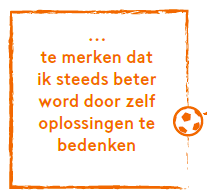 ...
te merken dat
ik steeds beter
word door zelf
oplossingen te
bedenken